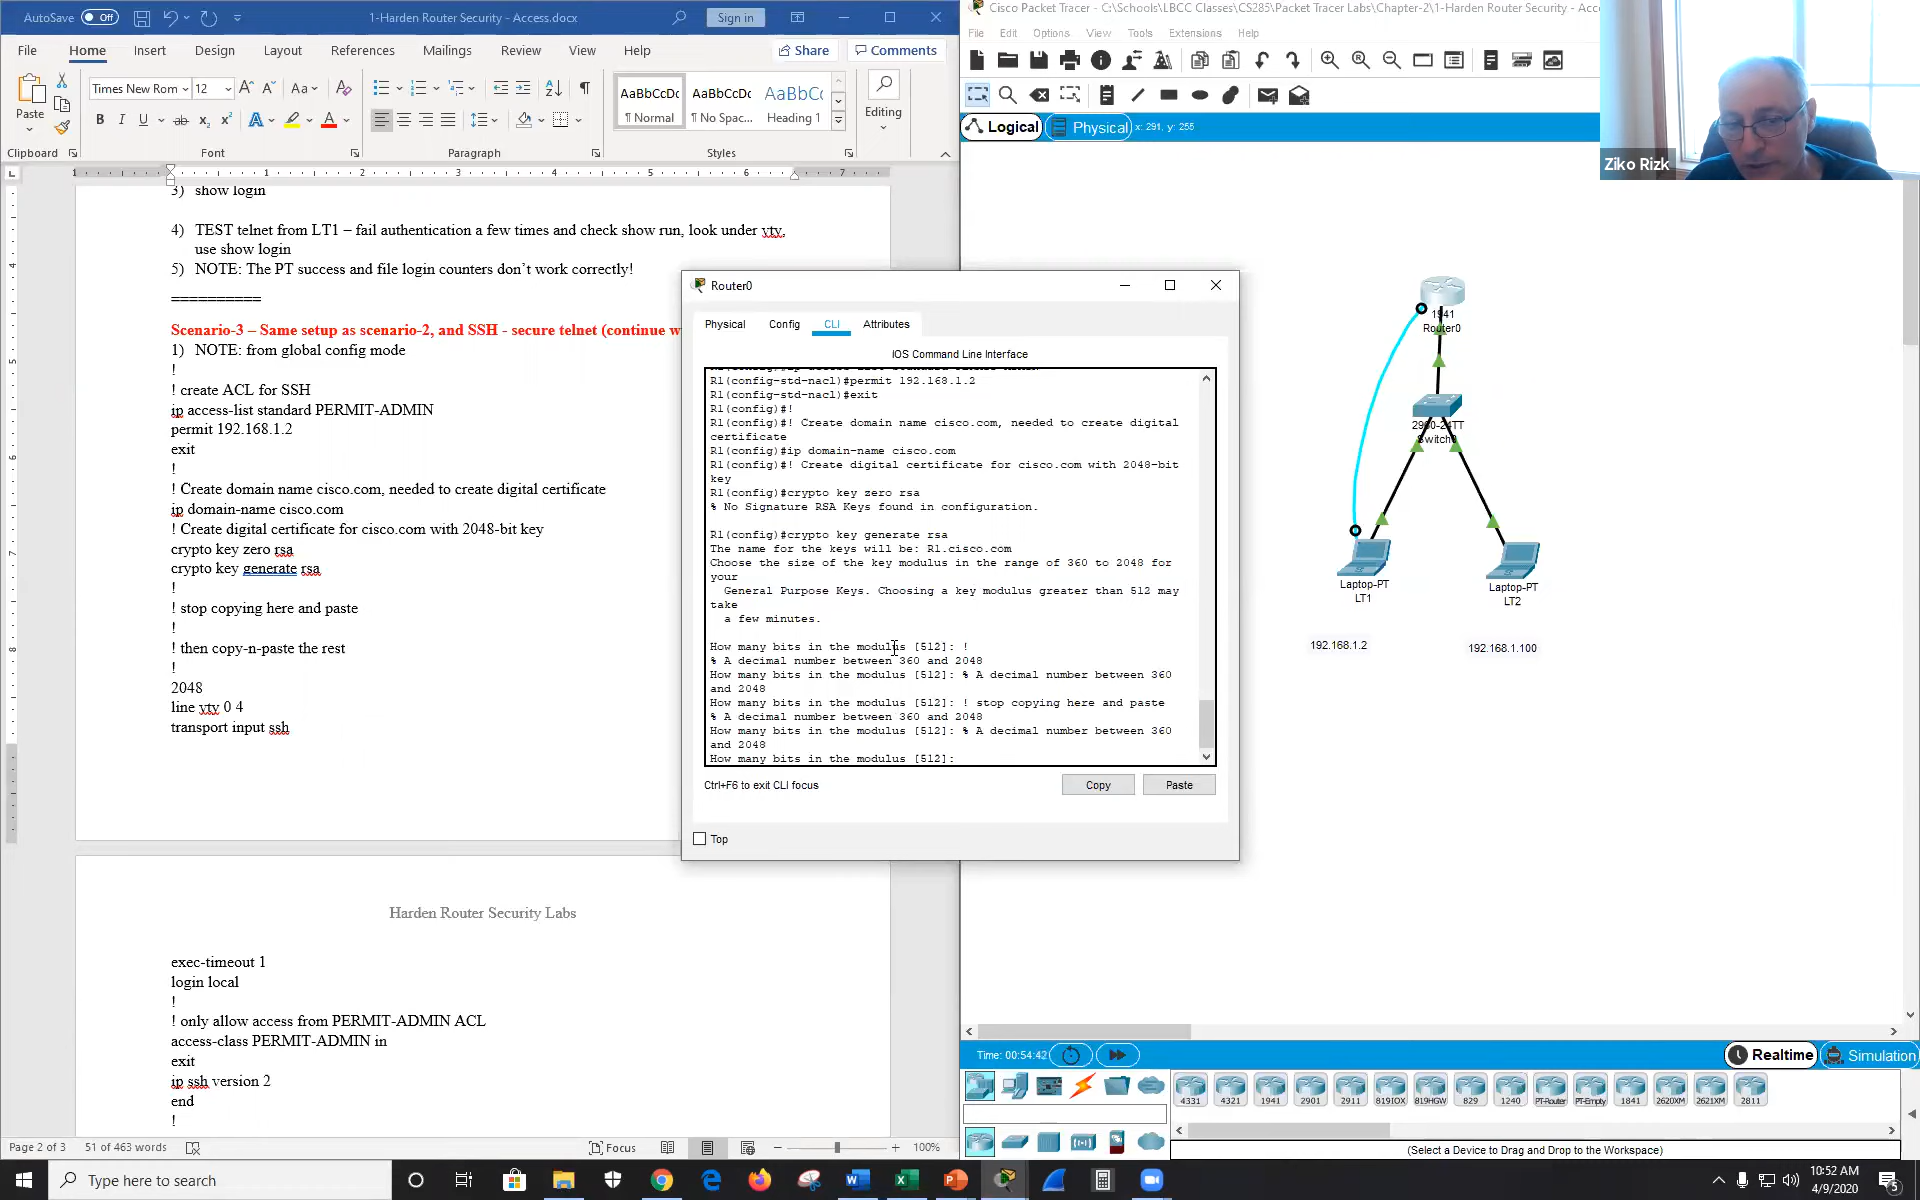 AutoSave
Off
1-Harden Router Security - Access.docx
Sign in
File
Home
Insert
Design
Layout
References
Mailings
Review
View
Help
Share
Comments
Paste
Times New Rom
12
Aa
AaBbCcDc
AaBbCcDc
AaBbCc
¶ Normal
¶ No Spac...
Heading 1
Editing
Clipboard
Font
Paragraph
Styles
3) show login
4) TEST telnet from LT1 – fail authentication a few times and check show run, look under vty,
use show login
5) NOTE: The PT success and file login counters don't work correctly!
==========
Scenario-3 – Same setup as scenario-2, and SSH - secure telnet (continue w
1) NOTE: from global config mode
!
! create ACL for SSH
ip access-list standard PERMIT-ADMIN
permit 192.168.1.2
exit
!
! Create domain name cisco.com, needed to create digital certificate
ip domain-name cisco.com
! Create digital certificate for cisco.com with 2048-bit key
crypto key zero rsa
crypto key generate rsa
!
! stop copying here and paste
!
! then copy-n-paste the rest
!
2048
line vty 0 4
transport input ssh
Harden Router Security Labs
exec-timeout 1
login local
!
! only allow access from PERMIT-ADMIN ACL
access-class PERMIT-ADMIN in
exit
ip ssh version 2
end
!
Page 2 of 3
51 of 463 words
Focus
100%
Cisco Packet Tracer - C:\Schools\LBCC Classes\CS285\Packet Tracer Labs\Chapter-2\1-Harden Router Security - Acce
File
Edit
Options
View
Tools
Extensions
Help
Logical
Physical
x: 291, y: 255
Ziko Rizk
1941
Router0
2960-24TT
Switch0
Laptop-PT
LT1
Laptop-PT
LT2
192.168.1.2
192.168.1.100
Router0
Physical
Config
CLI
Attributes
IOS Command Line Interface
R1(config-std-nacl)#permit 192.168.1.2
R1(config-std-nacl)#exit
R1(config)#!
R1(config)#! Create domain name cisco.com, needed to create digital
certificate
R1(config)#ip domain-name cisco.com
R1(config)#! Create digital certificate for cisco.com with 2048-bit
key
R1(config)#crypto key zero rsa
% No Signature RSA Keys found in configuration.
R1(config)#crypto key generate rsa
The name for the keys will be: R1.cisco.com
Choose the size of the key modulus in the range of 360 to 2048 for
your
General Purpose Keys. Choosing a key modulus greater than 512 may
take
a few minutes.
How many bits in the modulus [512]: !
% A decimal number between 360 and 2048
How many bits in the modulus [512]: % A decimal number between 360
and 2048
How many bits in the modulus [512]: ! stop copying here and paste
% A decimal number between 360 and 2048
How many bits in the modulus [512]: % A decimal number between 360
and 2048
How many bits in the modulus [512]:
Ctrl+F6 to exit CLI focus
Copy
Paste
Top
Time: 00:54:42
Realtime
Simulation
4331
4321
1941
2901
2911
819IOX
819HGW
829
1240
PT-Router
PT-Empty
1841
2620XM
2621XM
2811
(Select a Device to Drag and Drop to the Workspace)
Type here to search
10:52 AM
4/9/2020
5